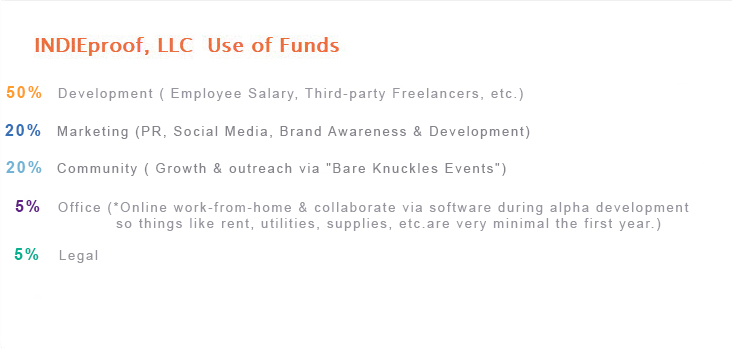 INDIEproof, LLC  Use of Funds
50% Development ( Employee Salary, Third-party Freelancers, etc.)
20% Marketing (PR, Social Media, Brand Awareness & Development)
20% Community ( Growth & outreach via "Bare Knuckles Events")
5% Office (*Online work-from-home & collaborate via software during alpha development
so things like rent, utilities, supplies, etc.are very minimal the first year.)
5% Legal